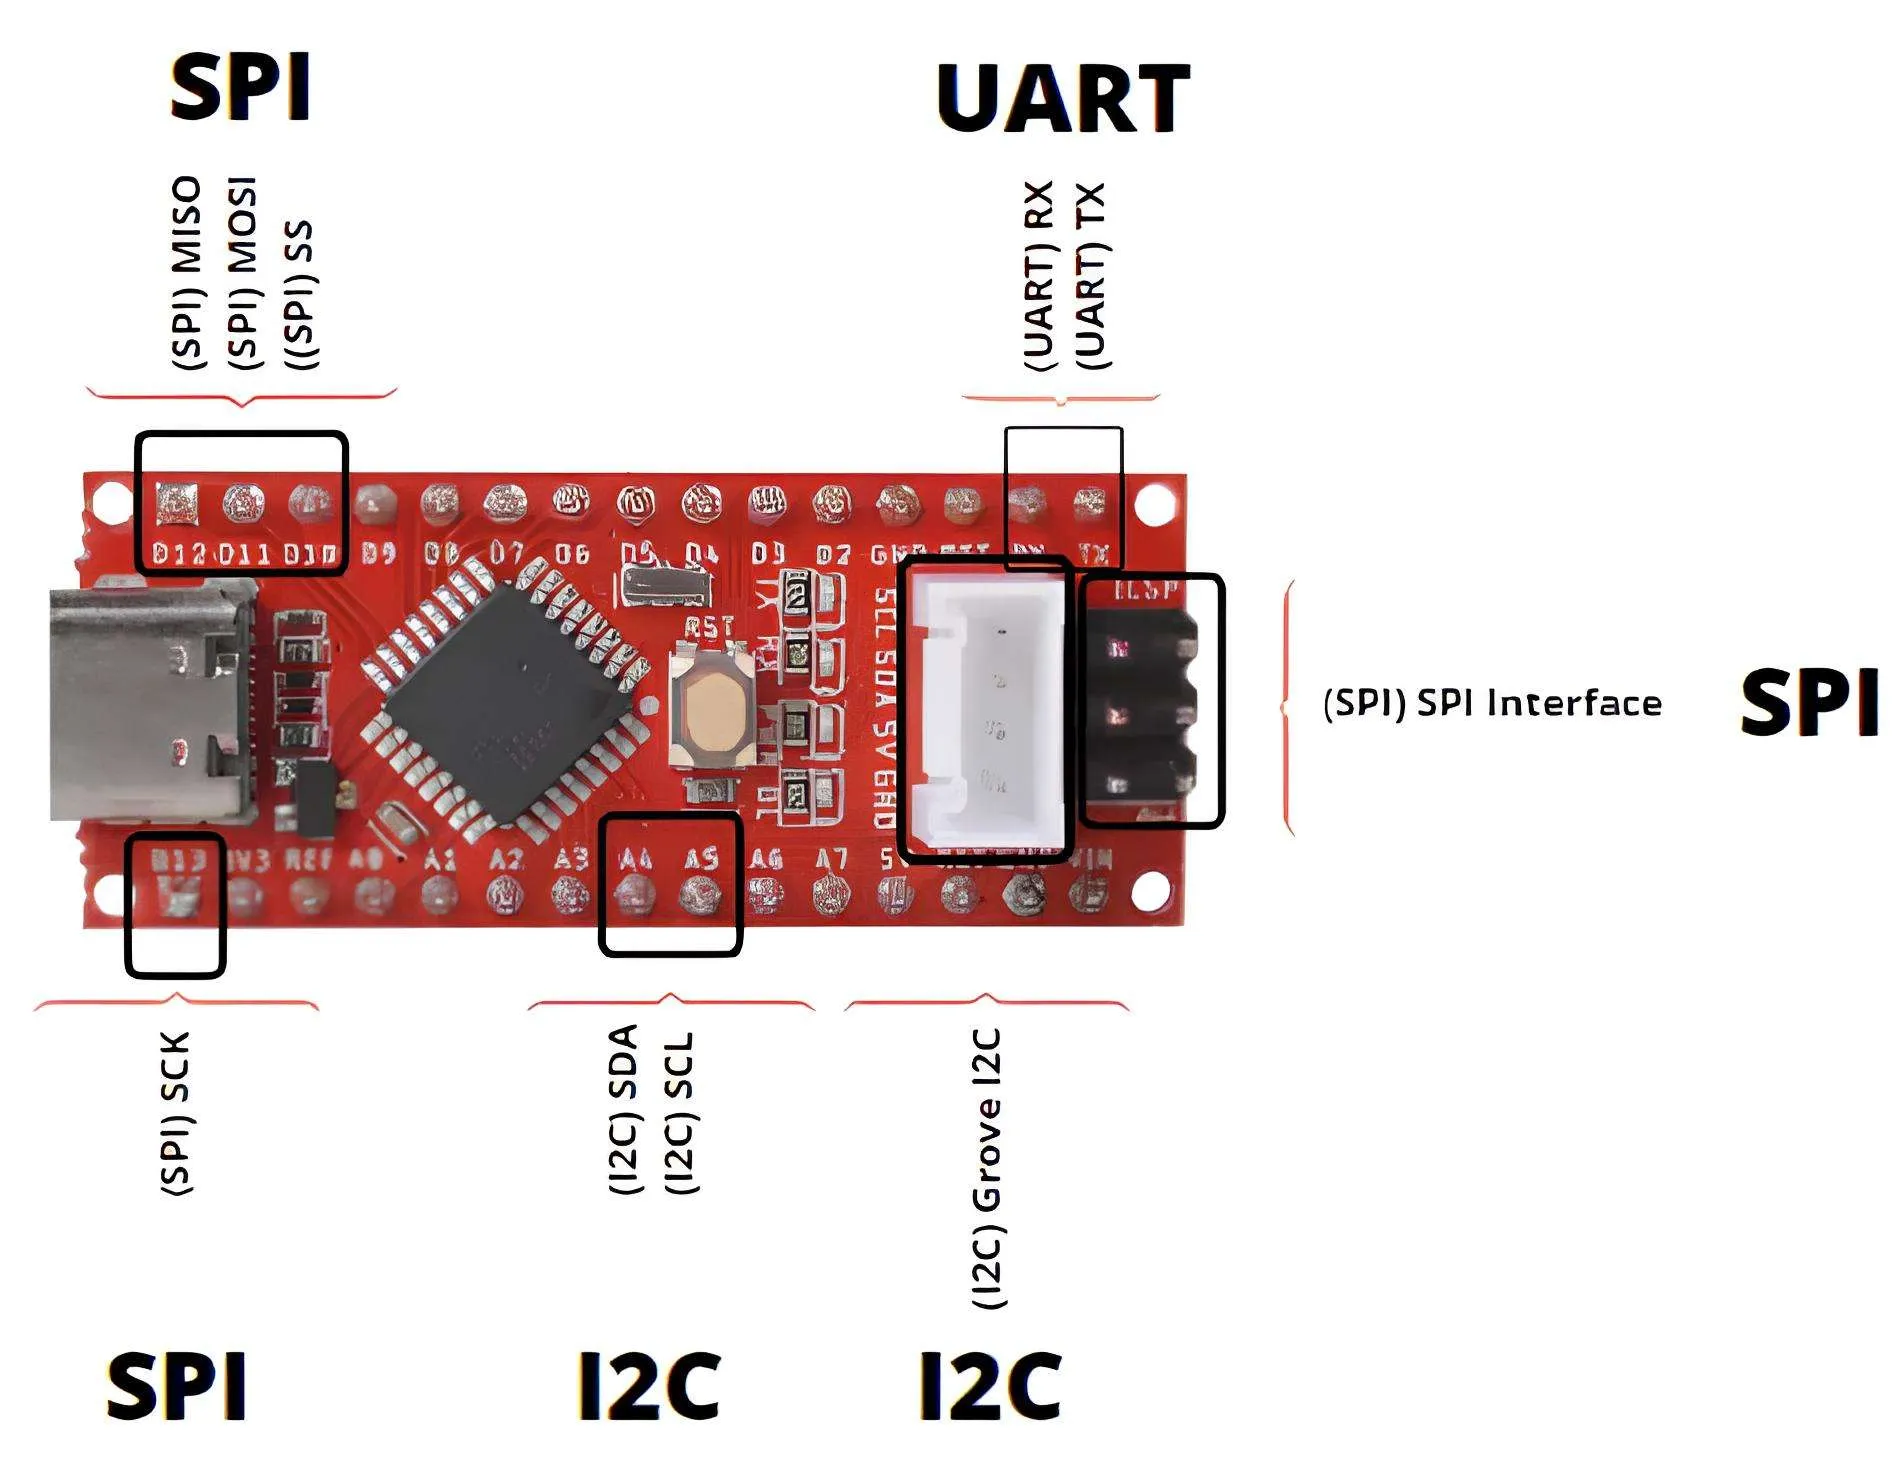 SPI
UART
(SPI) MISO
(SPI) MOSI
((SPI) SS
(UART) RX
(UART) TX
D12 D11 D10 D9 D8 D7 D6 D5 D4 D3 D2 GND RX TX
ICSP
RST
SCL SDA 5V GND
(SPI) SPI Interface
SPI
D13 3V3 REF A0 A1 A2 A3 A4 A5 A6 A7 5V VIN
(SPI) SCK
(I2C) SDA
(I2C) SCL
(I2C) Grove I2C
SPI
I2C
I2C